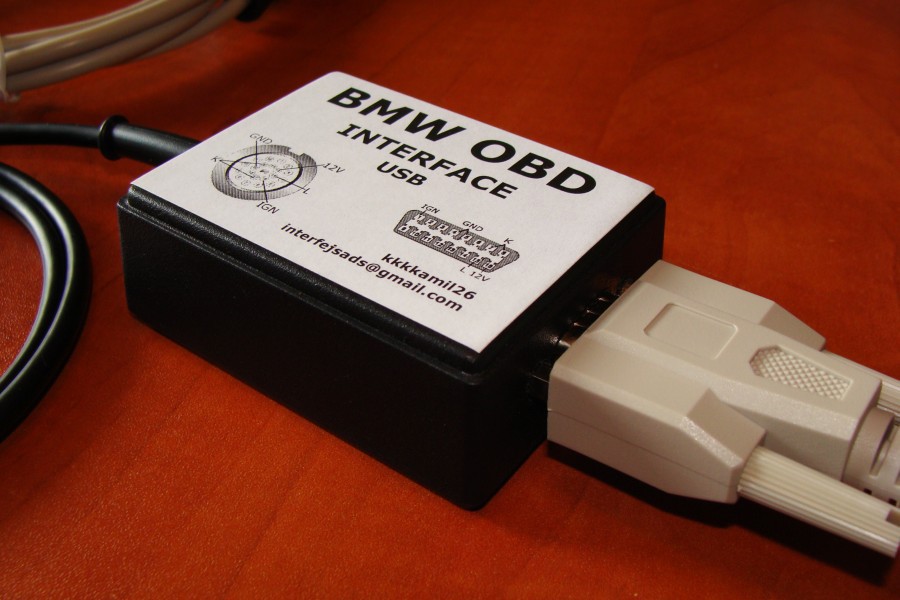 BMW OBD
INTERFACE
USB
GND
K
12V
L
IGN
IGN
GND
K
L 12V
kkkkamil26
interfejsads@gmail.com